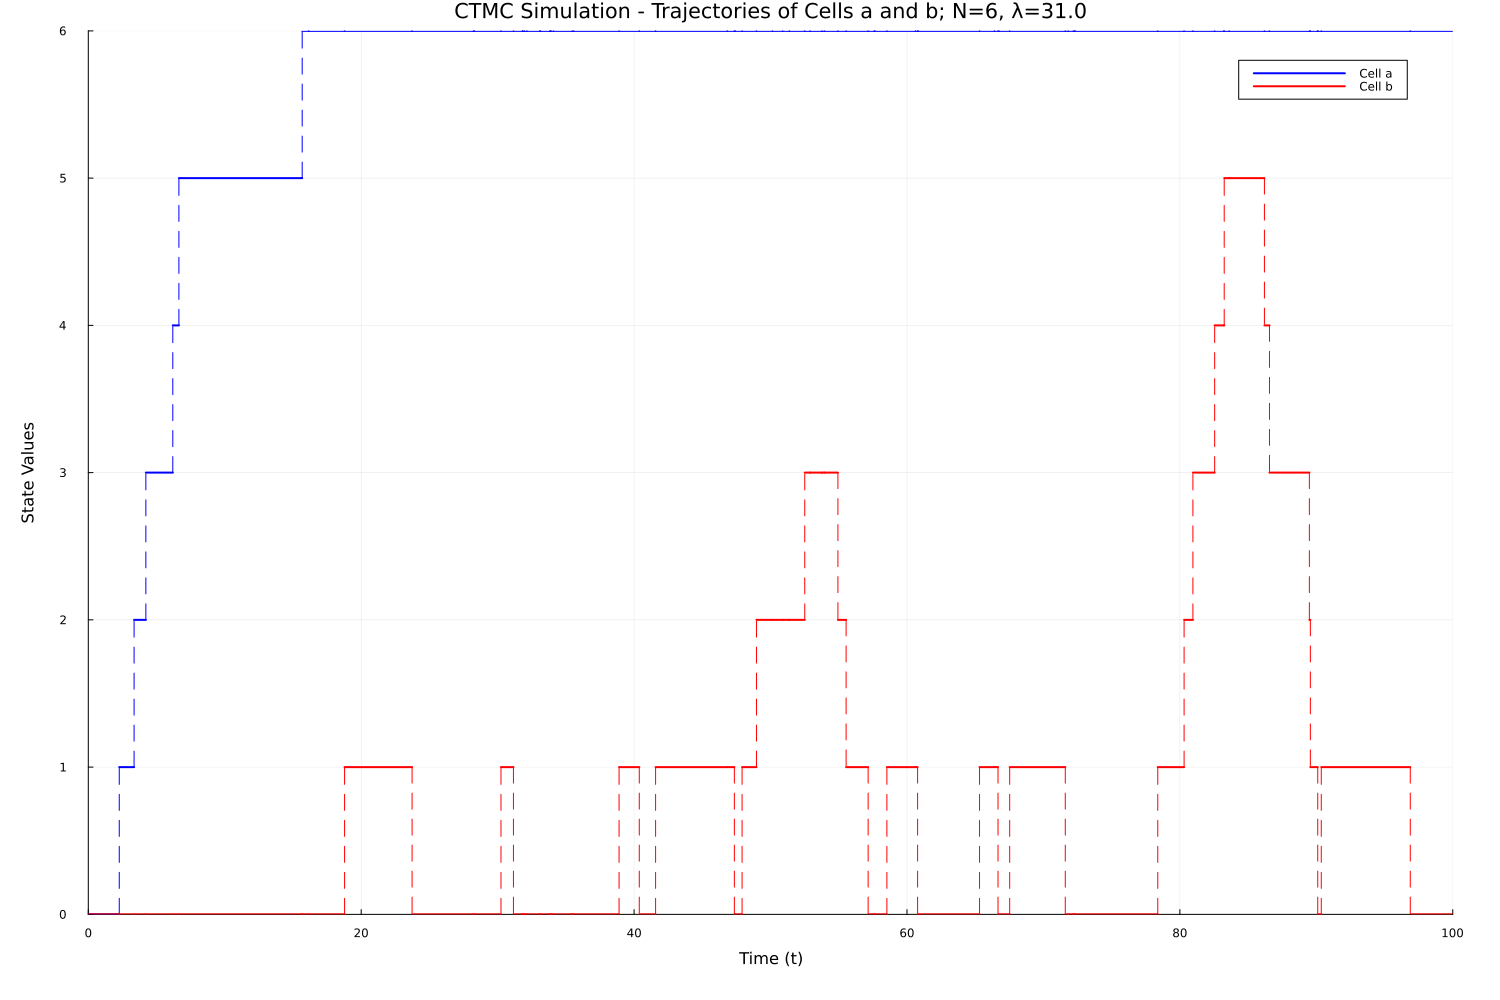 CTMC Simulation - Trajectories of Cells a and b; N=6, λ=31.0
6
Cell a
Cell b
5
4
3
2
1
0
State Values
0 20 40 60 80 100
Time (t)